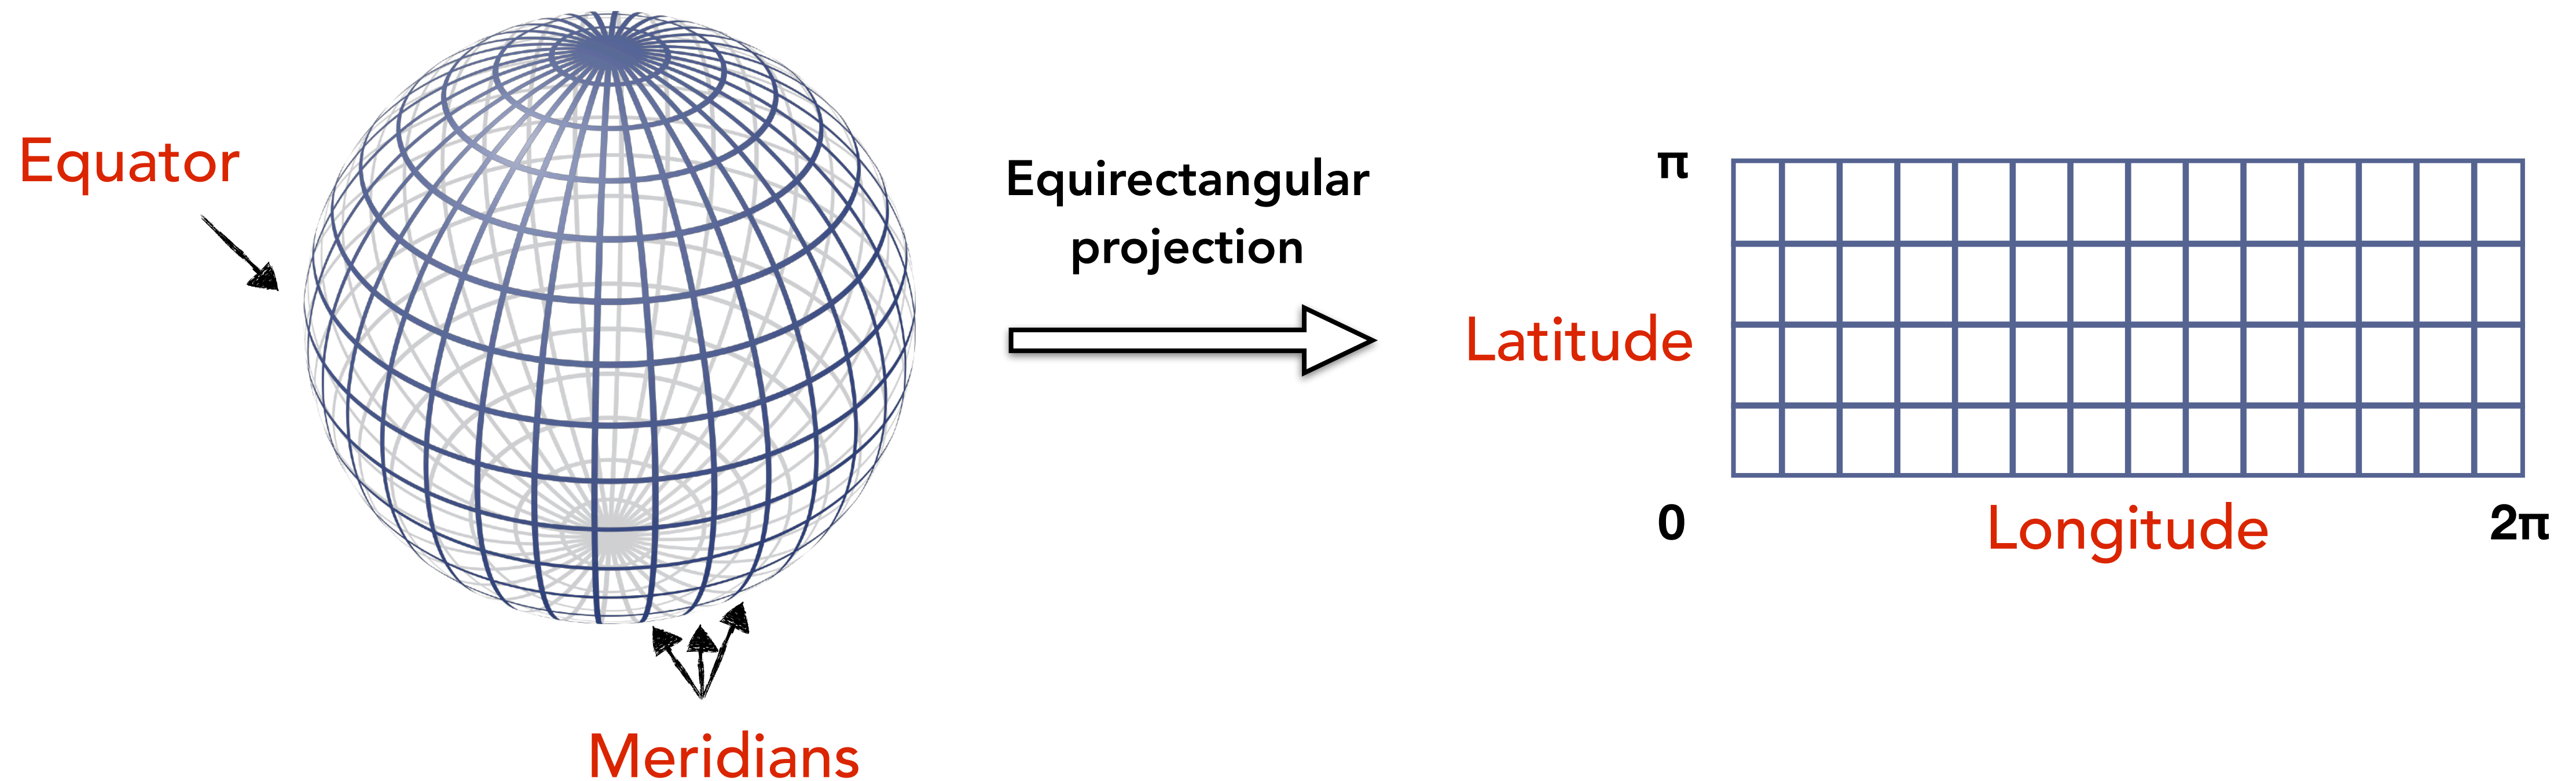 Equator
Meridians
Equirectangular
projection
π
Latitude
0
Longitude
2π